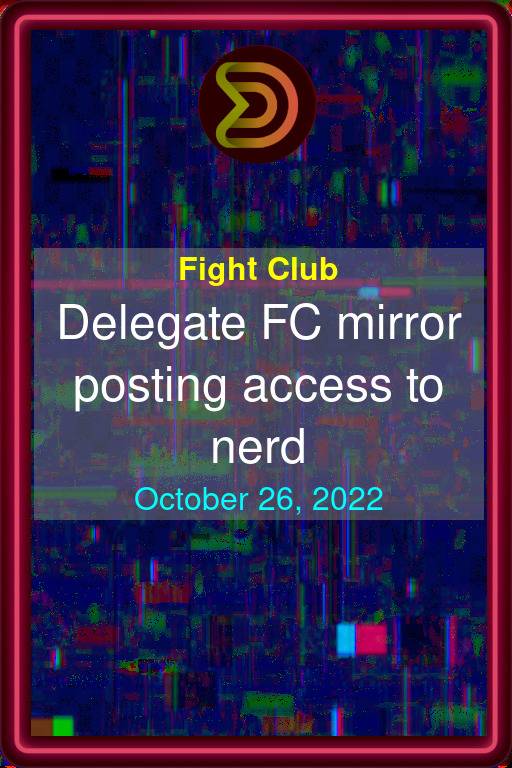 Fight Club
Delegate FC mirror
posting access to
nerd
October 26, 2022